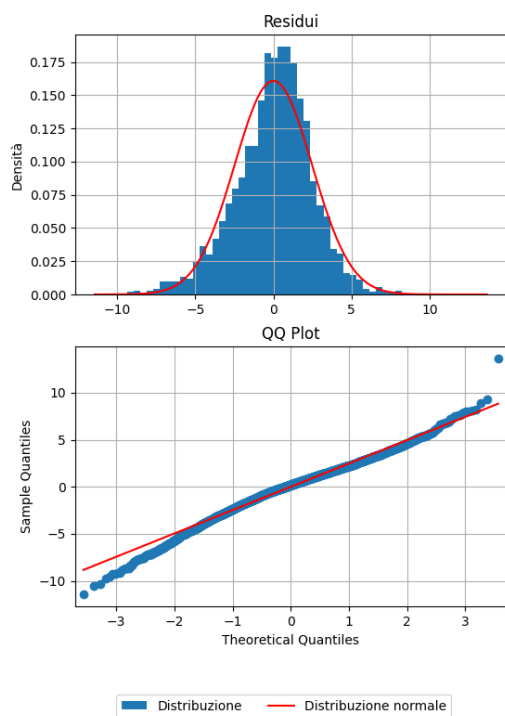 Residui
Densità
0.175
0.150
0.125
0.100
0.075
0.050
0.025
0.000
−10 −5 0 5 10
QQ Plot
Sample Quantiles
10
5
0
−5
−10
−3 −2 −1 0 1 2 3
Theoretical Quantiles
Distribuzione Distribuzione normale